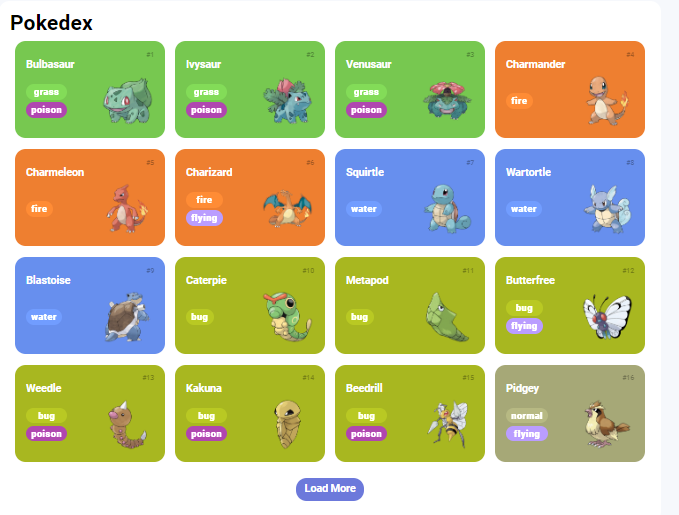 Pokedex
#1
Bulbasaur
grass
poison
#2
Ivysaur
grass
poison
#3
Venusaur
grass
poison
#4
Charmander
fire
#5
Charmeleon
fire
#6
Charizard
fire
flying
#7
Squirtle
water
#8
Wartortle
water
#9
Blastoise
water
#10
Caterpie
bug
#11
Metapod
bug
#12
Butterfree
bug
flying
#13
Weedle
bug
poison
#14
Kakuna
bug
poison
#15
Beedrill
bug
poison
#16
Pidgey
normal
flying
Load More